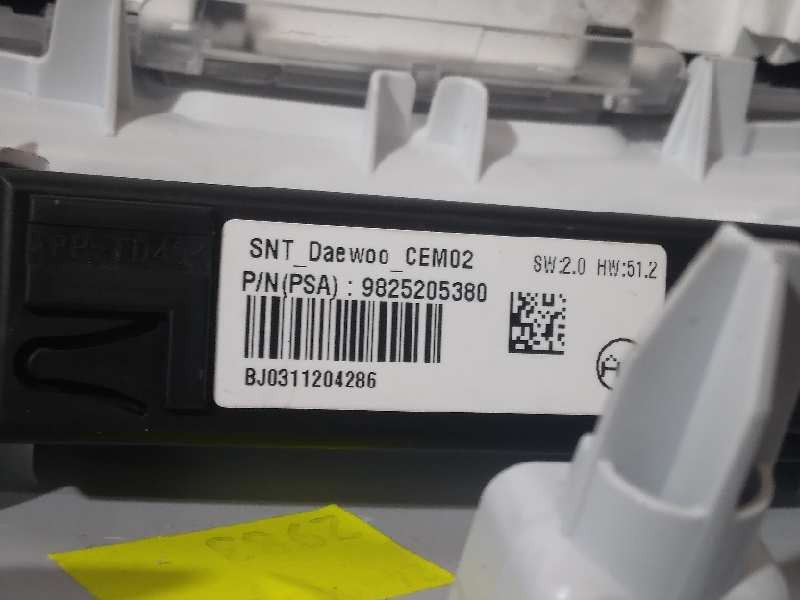 SNT_Daewoo_CEM02 SW:2.0 HW:51.2
P/N(PSA) : 9825205380
BJ0311204286